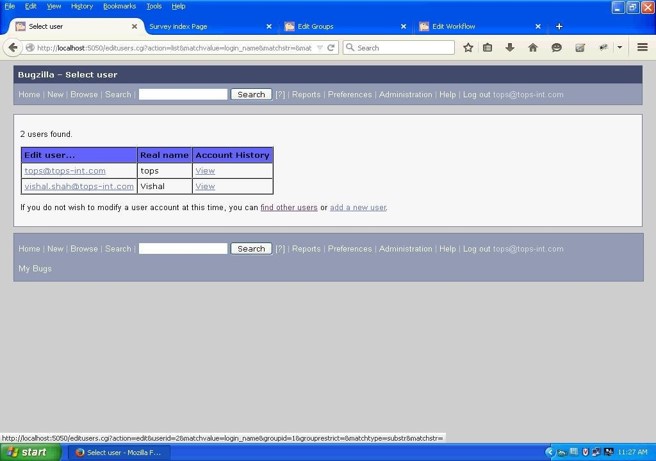 File Edit View History Bookmarks Tools Help
Select user Survey index Page Edit Groups Edit Workflow
http://localhost:5050/editusers.cgi?action=list&matchvalue=login_name&matchstr=&mat Search
Bugzilla – Select user
Home | New | Browse | Search | Search [?] | Reports | Preferences | Administration | Help | Log out tops@tops-int.com
2 users found.
Edit user... Real name Account History
tops@tops-int.com tops View
vishal.shah@tops-int.com Vishal View
If you do not wish to modify a user account at this time, you can find other users or add a new user.
Home | New | Browse | Search | Search [?] | Reports | Preferences | Administration | Help | Log out tops@tops-int.com
My Bugs
http://localhost:5050/editusers.cgi?action=edit&userid=2&matchvalue=login_name&groupid=1&grouprestrict=&matchtype=substr&matchstr=
start Select user - Mozilla F... 11:27 AM